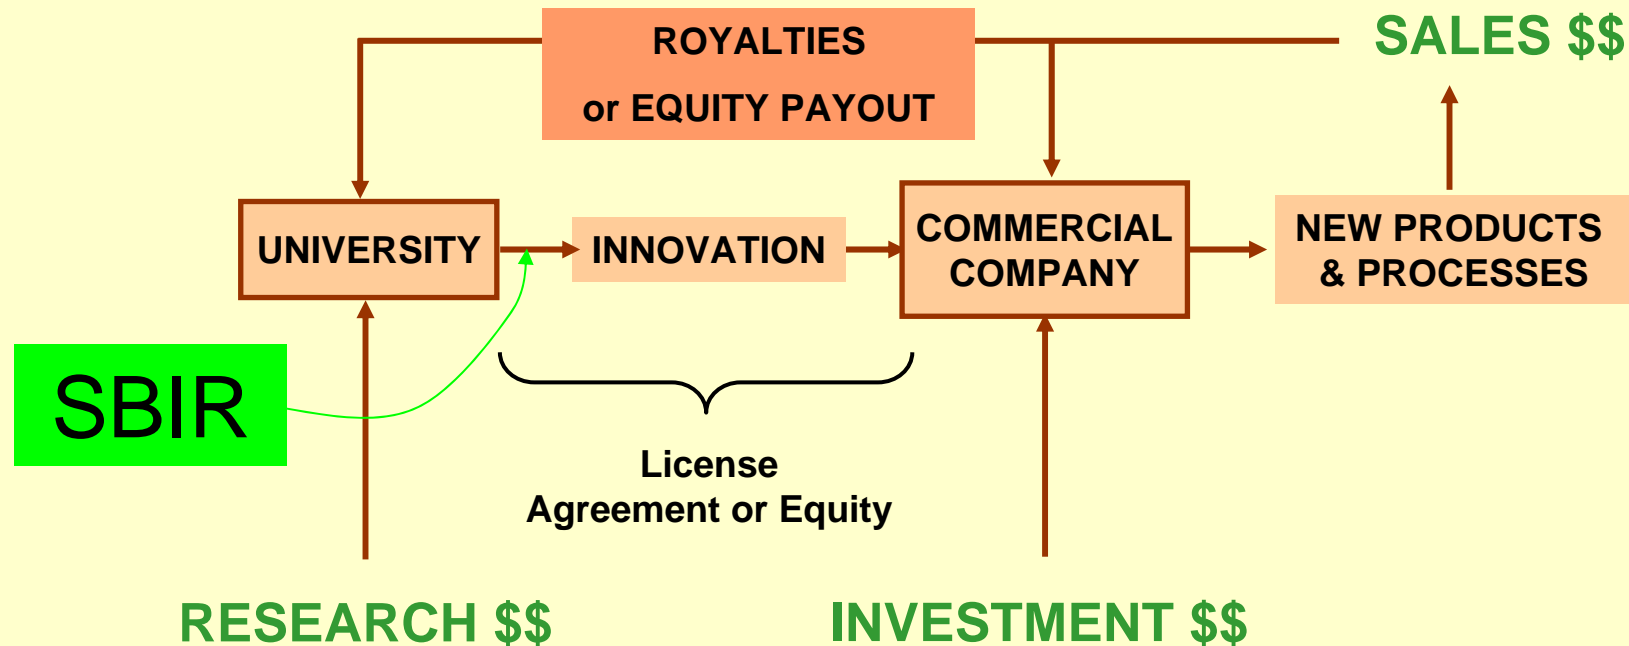 ROYALTIES
or EQUITY PAYOUT
SALES $$
UNIVERSITY
INNOVATION
COMMERCIAL
COMPANY
NEW PRODUCTS
& PROCESSES
SBIR
License
Agreement or Equity
RESEARCH $$
INVESTMENT $$